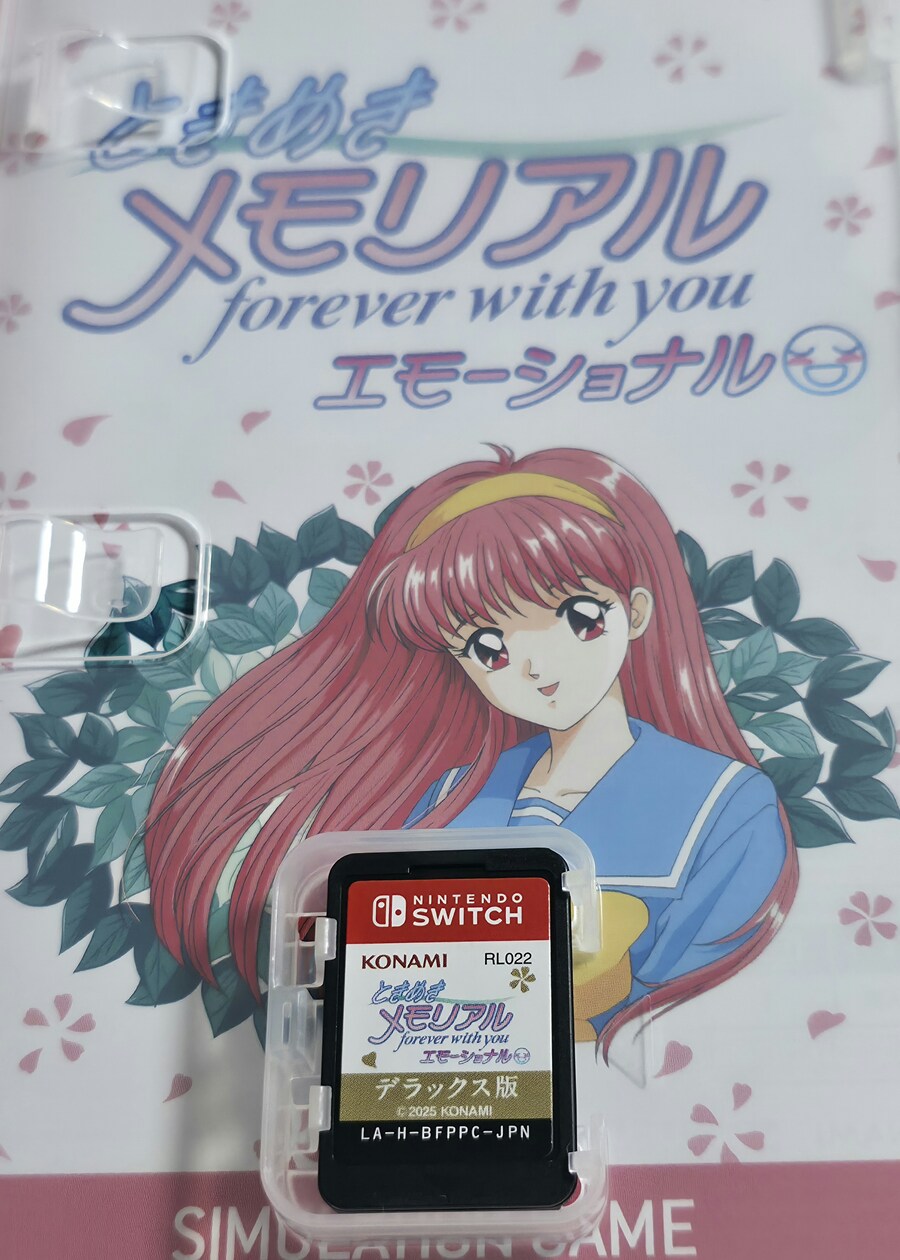 ときめき
メモリアル
forever with you
エモーショナル
NINTENDO
SWITCH
KONAMI RL022
ときめき
メモリアル
forever with you
エモーショナル
デラックス版
© 2025 KONAMI
LA-H-BFPPC-JPN
SIMULATION GAME